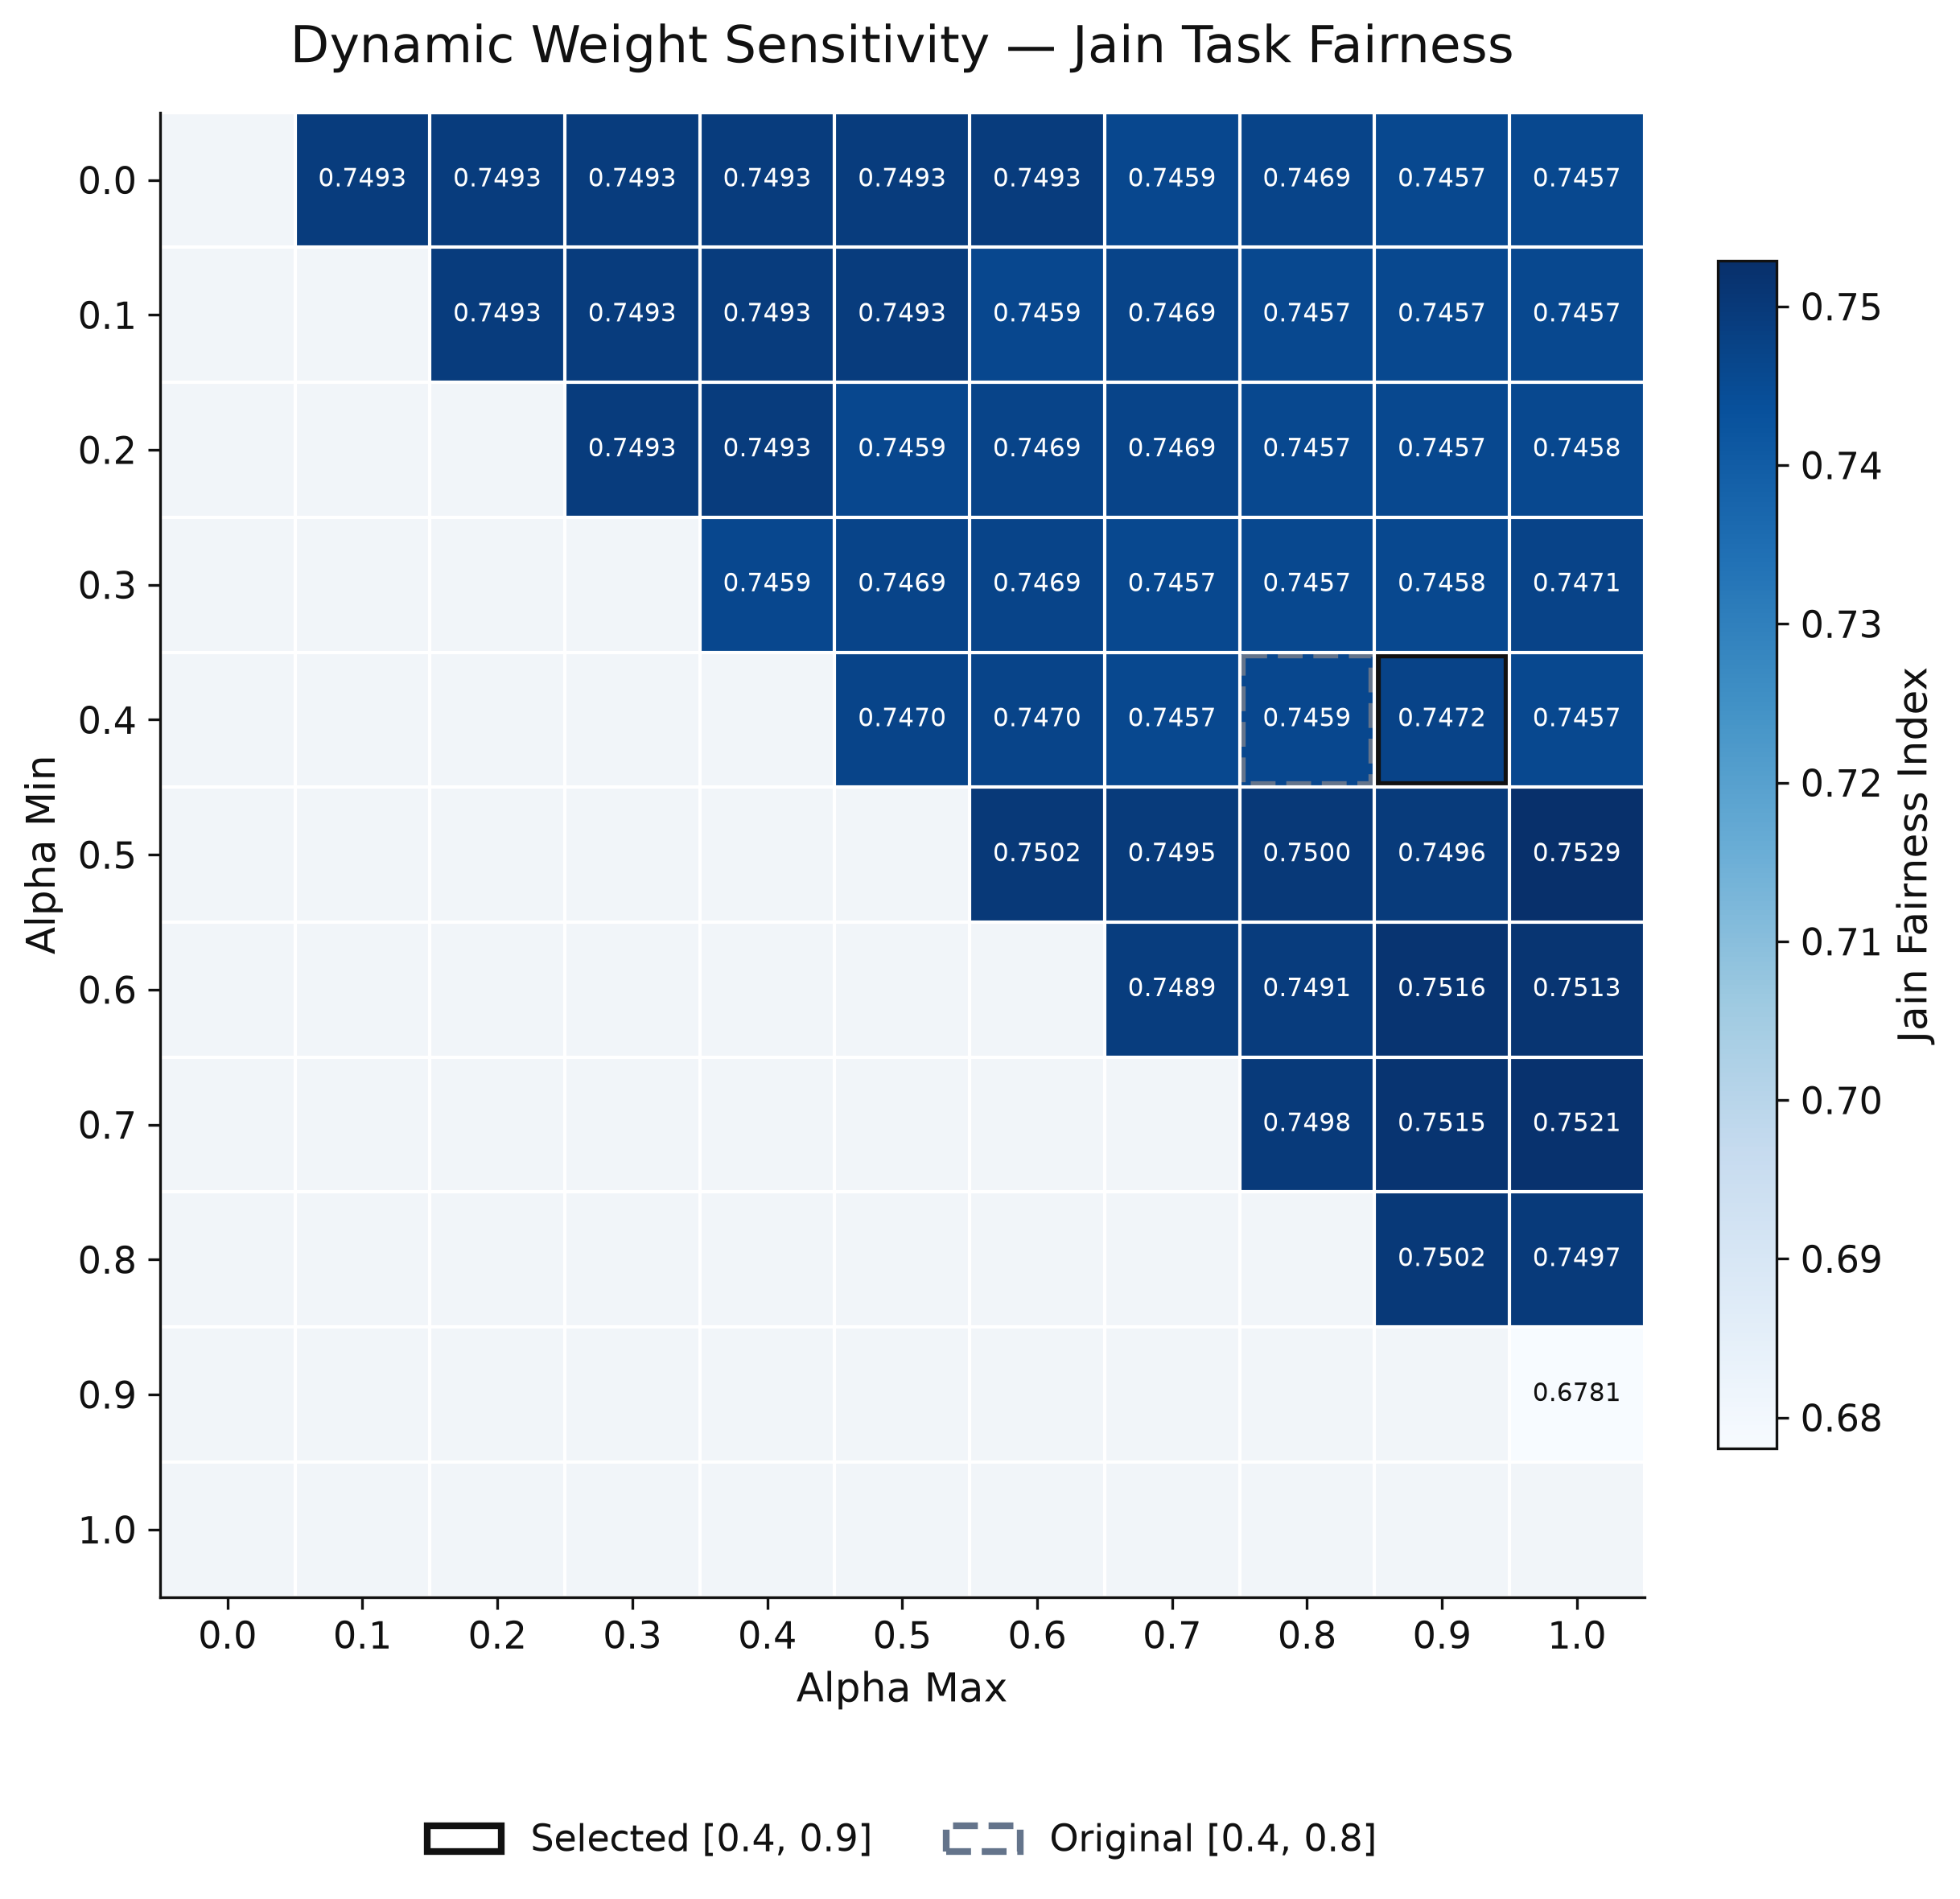 Dynamic Weight Sensitivity — Jain Task Fairness
0.0 0.7493 0.7493 0.7493 0.7493 0.7493 0.7493 0.7459 0.7469 0.7457 0.7457
0.1 0.7493 0.7493 0.7493 0.7493 0.7459 0.7469 0.7457 0.7457 0.7457
0.2 0.7493 0.7493 0.7459 0.7469 0.7469 0.7457 0.7457 0.7458
0.3 0.7459 0.7469 0.7469 0.7457 0.7457 0.7458 0.7471
0.4 0.7470 0.7470 0.7457 0.7459 0.7472 0.7457
0.5 0.7502 0.7495 0.7500 0.7496 0.7529
0.6 0.7489 0.7491 0.7516 0.7513
0.7 0.7498 0.7515 0.7521
0.8 0.7502 0.7497
0.9 0.6781
1.0
Alpha Min
0.0 0.1 0.2 0.3 0.4 0.5 0.6 0.7 0.8 0.9 1.0
Alpha Max
0.75
0.74
0.73
0.72
0.71
0.70
0.69
0.68
Jain Fairness Index
Selected [0.4, 0.9] Original [0.4, 0.8]